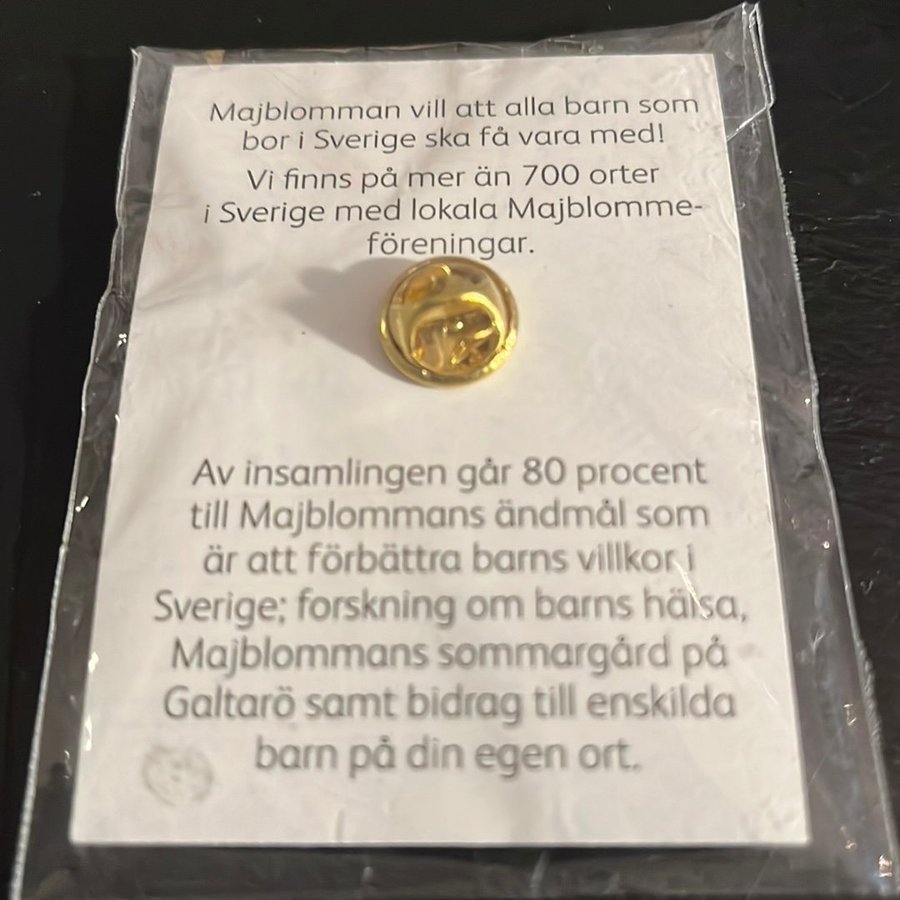 Majblomman vill att alla barn som
bor i Sverige ska få vara med!
Vi finns på mer än 700 orter
i Sverige med lokala Majblomme-
föreningar.
Av insamlingen går 80 procent
till Majblommans ändmål som
är att förbättra barns villkor i
Sverige; forskning om barns hälsa,
Majblommans sommargård på
Galtarö samt bidrag till enskilda
barn på din egen ort.